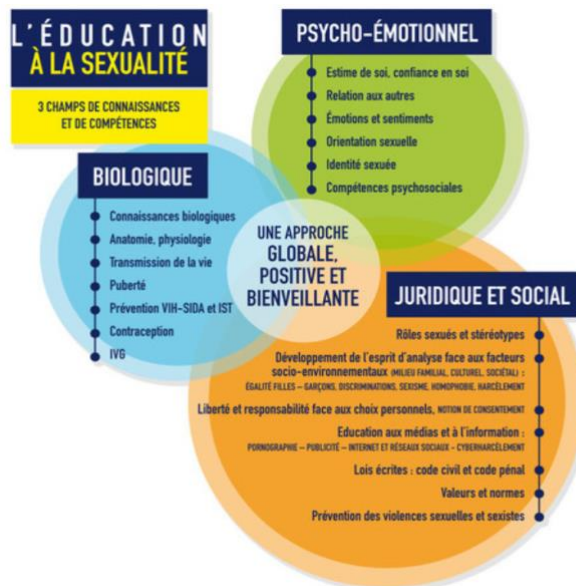 L'ÉDUCATION
À LA SEXUALITÉ
3 CHAMPS DE CONNAISSANCES
ET DE COMPÉTENCES
PSYCHO-ÉMOTIONNEL
Estime de soi, confiance en soi
Relation aux autres
Émotions et sentiments
Orientation sexuelle
Identité sexuée
Compétences psychosociales
BIOLOGIQUE
Connaissances biologiques
Anatomie, physiologie
Transmission de la vie
Puberté
Prévention VIH-SIDA et IST
Contraception
IVG
UNE APPROCHE
GLOBALE,
POSITIVE ET
BIENVEILLANTE
JURIDIQUE ET SOCIAL
Rôles sexués et stéréotypes
Développement de l'esprit d'analyse face aux facteurs
socio-environnementaux (MILIEU FAMILIAL, CULTUREL, SOCIÉTAL) :
ÉGALITÉ FILLES – GARÇONS, DISCRIMINATIONS, SEXISME, HOMOPHOBIE, HARCÈLEMENT
Liberté et responsabilité face aux choix personnels, NOTION DE CONSENTEMENT
Education aux médias et à l'information :
PORNOGRAPHIE – PUBLICITÉ – INTERNET ET RÉSEAUX SOCIAUX - CYBERHARCÈLEMENT
Lois écrites : code civil et code pénal
Valeurs et normes
Prévention des violences sexuelles et sexistes